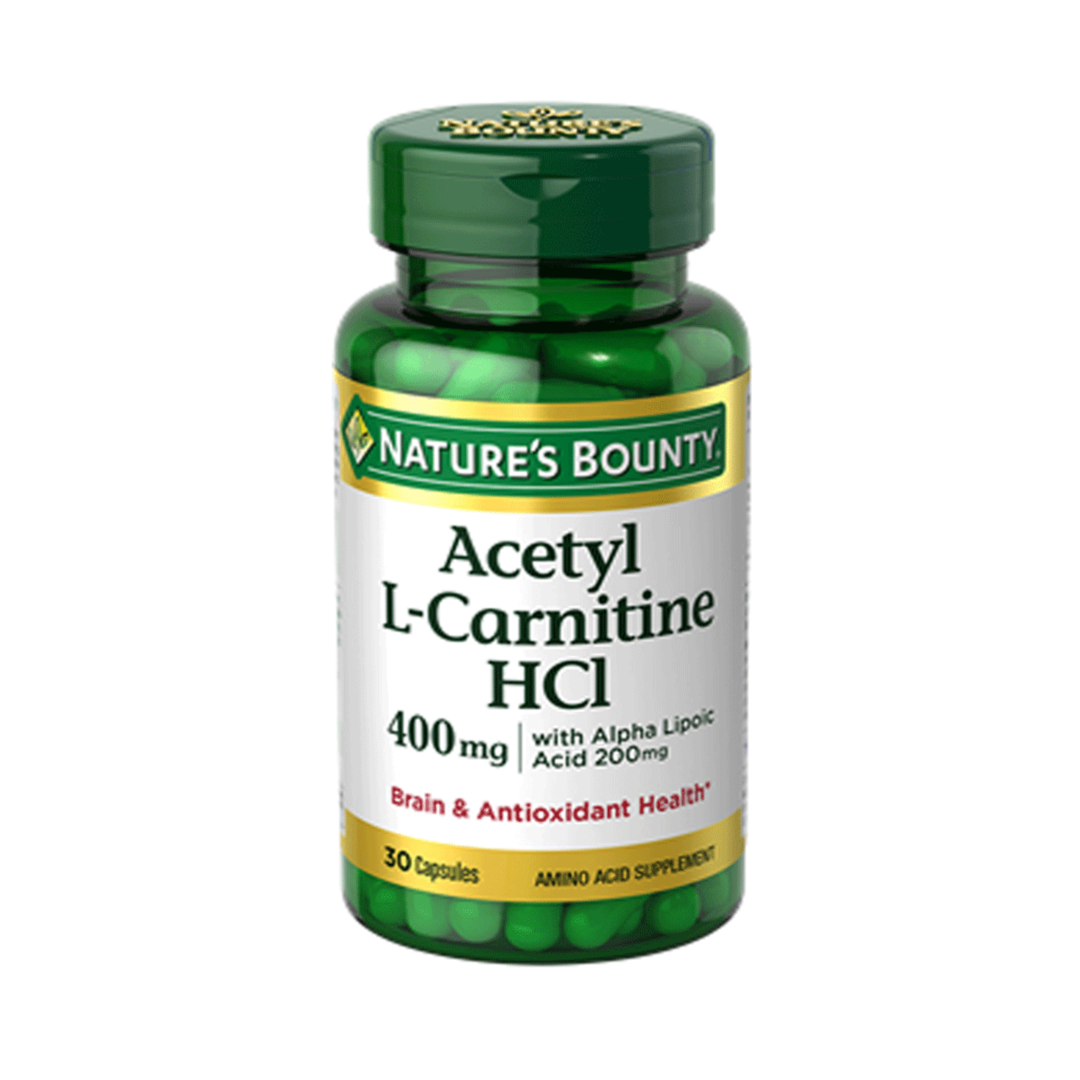 NATURE'S BOUNTY
NATURE'S BOUNTY®
Acetyl
L-Carnitine
HCl
400mg
with Alpha Lipoic
Acid 200mg
Brain & Antioxidant Health*
30 Capsules
AMINO ACID SUPPLEMENT